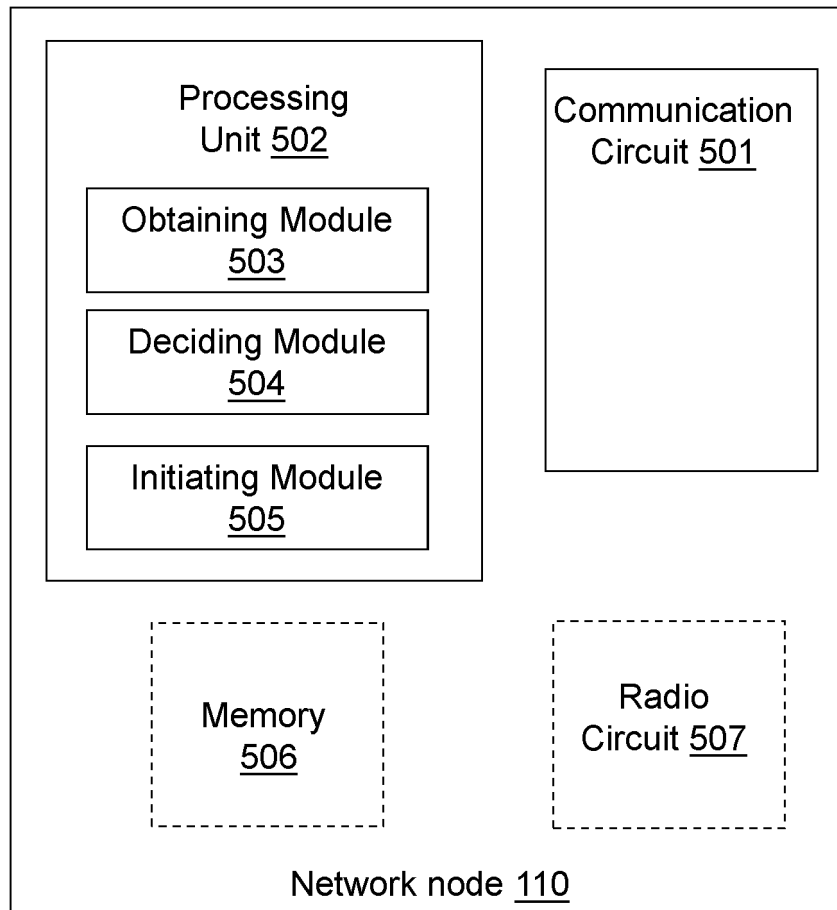 Processing
Unit 502
Communication
Circuit 501
Obtaining Module
503
Deciding Module
504
Initiating Module
505
Memory
506
Radio
Circuit 507
Network node 110